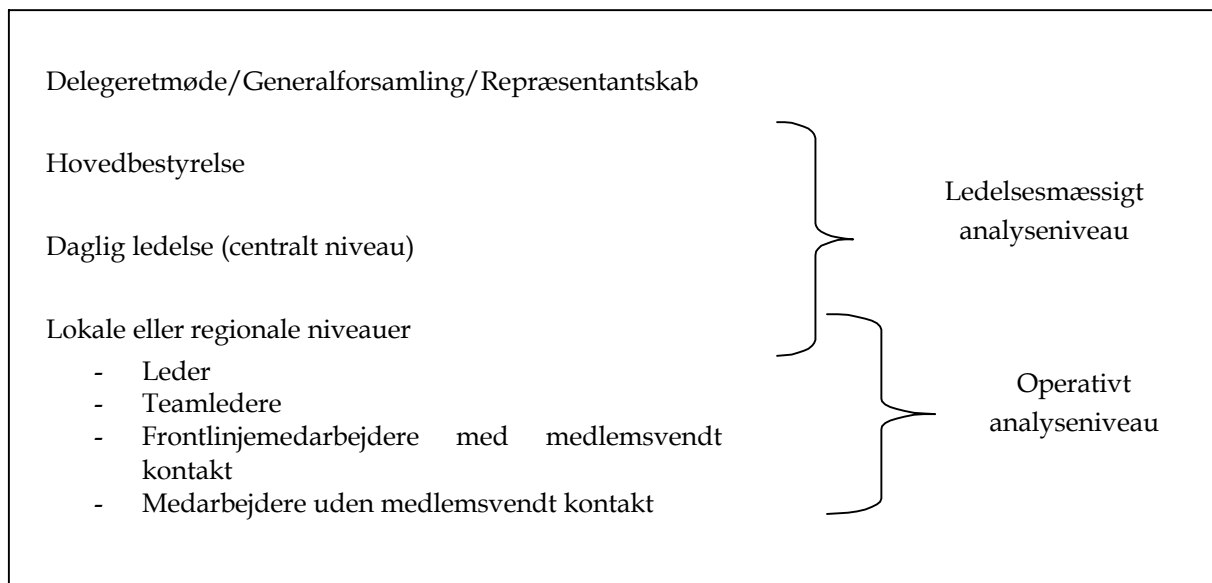 Delegeretmøde/Generalforsamling/Repræsentantskab
Hovedbestyrelse
Daglig ledelse (centralt niveau)
Lokale eller regionale niveauer
- Leder
- Teamledere
- Frontlinjemedarbejdere med medlemsvendt
kontakt
- Medarbejdere uden medlemsvendt kontakt
Ledelsesmæssigt
analyseniveau
Operativt
analyseniveau